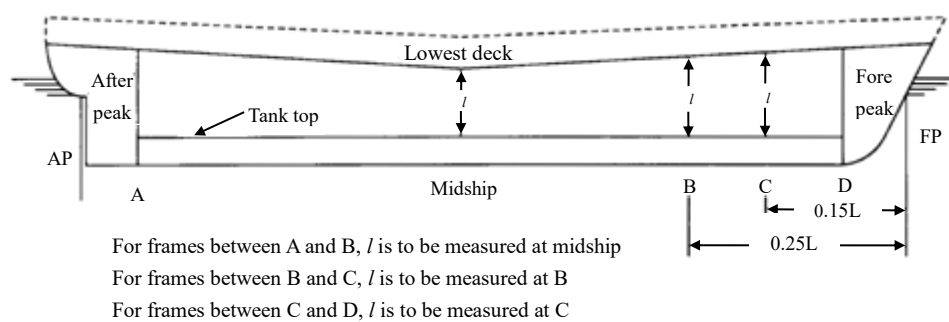 Lowest deck
After
peak
Fore
peak
l
l
l
Tank top
AP
FP
A
Midship
B
C
D
0.15L
0.25L
For frames between A and B, l is to be measured at midship
For frames between B and C, l is to be measured at B
For frames between C and D, l is to be measured at C